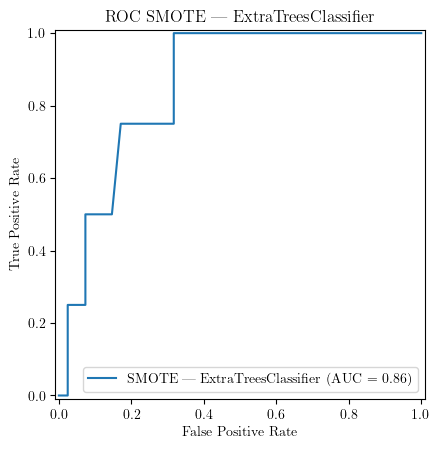 ROC SMOTE — ExtraTreesClassifier
1.0
0.8
0.6
0.4
0.2
0.0
True Positive Rate
SMOTE — ExtraTreesClassifier (AUC = 0.86)
0.0 0.2 0.4 0.6 0.8 1.0
False Positive Rate